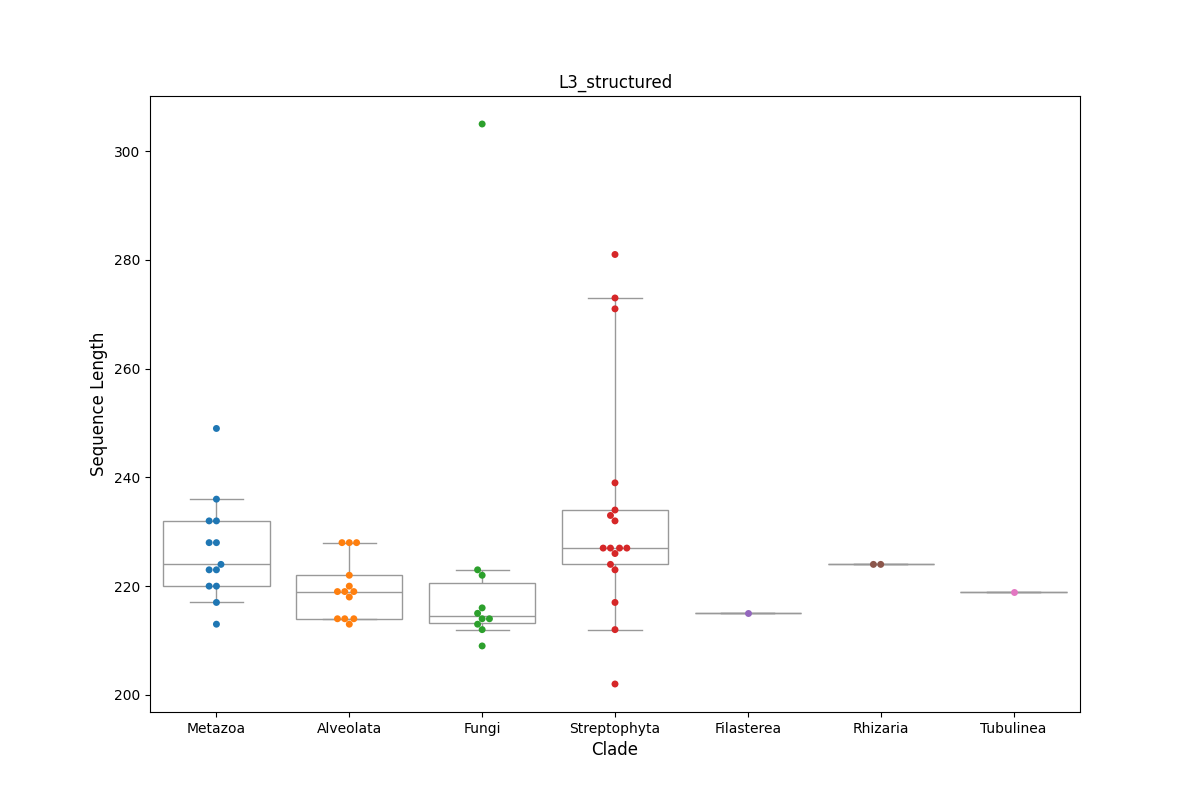 L3_structured
300
280
260
240
220
200
Sequence Length
Metazoa Alveolata Fungi Streptophyta Filasterea Rhizaria Tubulinea
Clade